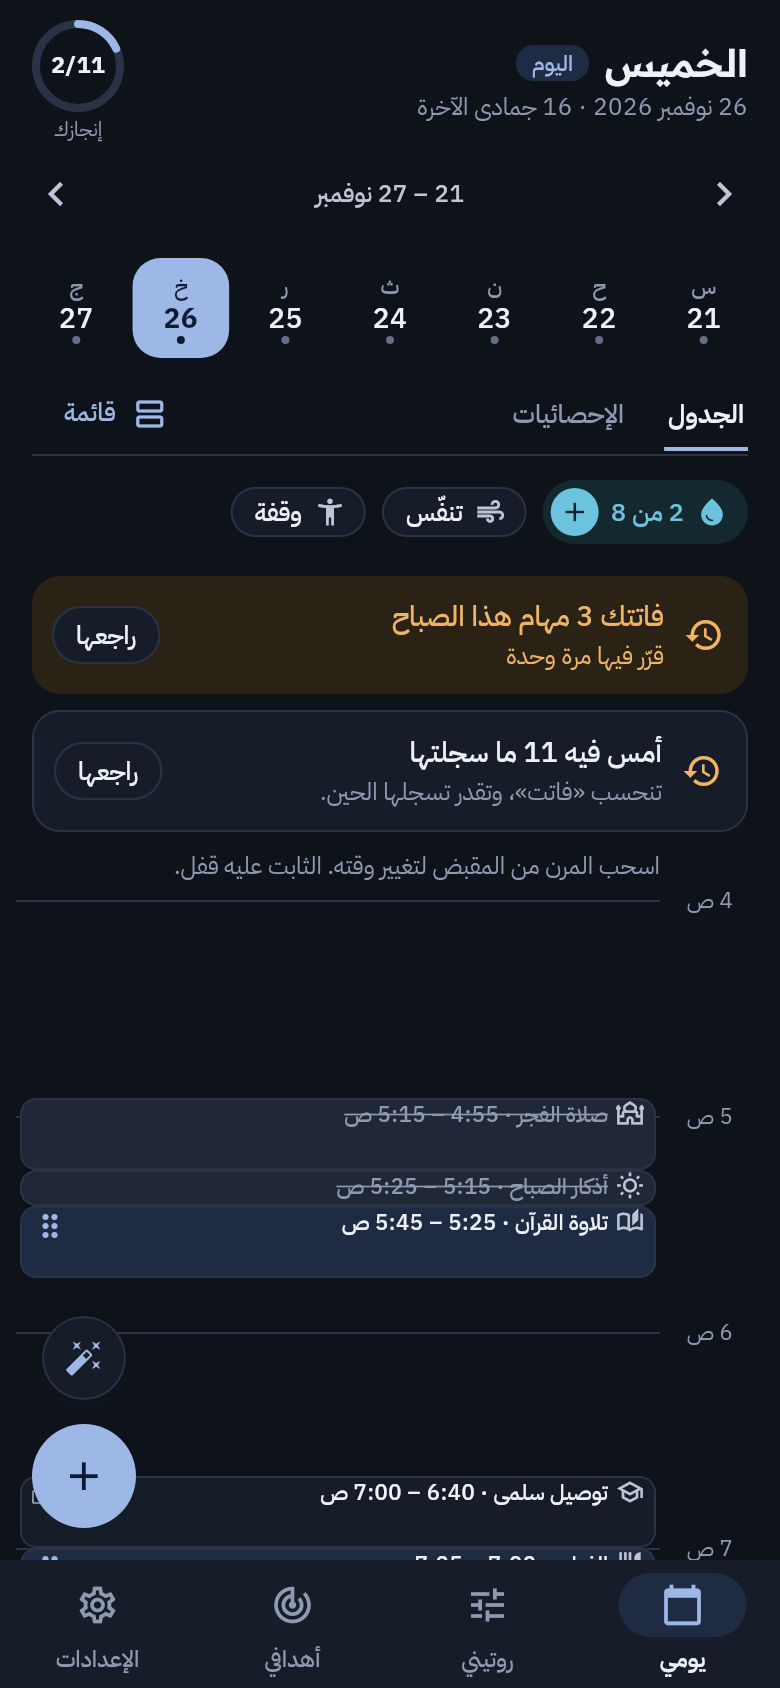 الخميس اليوم
2/11
26 نوفمبر 2026 · 16 جمادى الآخرة
إنجازك
21 – 27 نوفمبر
س ح ن ث ر خ ج
21 22 23 24 25 26 27
الجدول الإحصائيات قائمة
2 من 8 تنفّس وقفة
فاتتك 3 مهام هذا الصباح
قرّر فيها مرة وحدة
راجعها
أمس فيه 11 ما سجلتها
تنحسب «فاتت»، وتقدر تسجلها الحين.
راجعها
اسحب المرن من المقبض لتغيير وقته. الثابت عليه قفل.
4 ص
5 ص
صلاة الفجر · 4:55 – 5:15 ص
أذكار الصباح · 5:15 – 5:25 ص
تلاوة القرآن · 5:25 – 5:45 ص
6 ص
توصيل سلمى · 6:40 – 7:00 ص
7 ص
يومي روتيني أهدافي الإعدادات